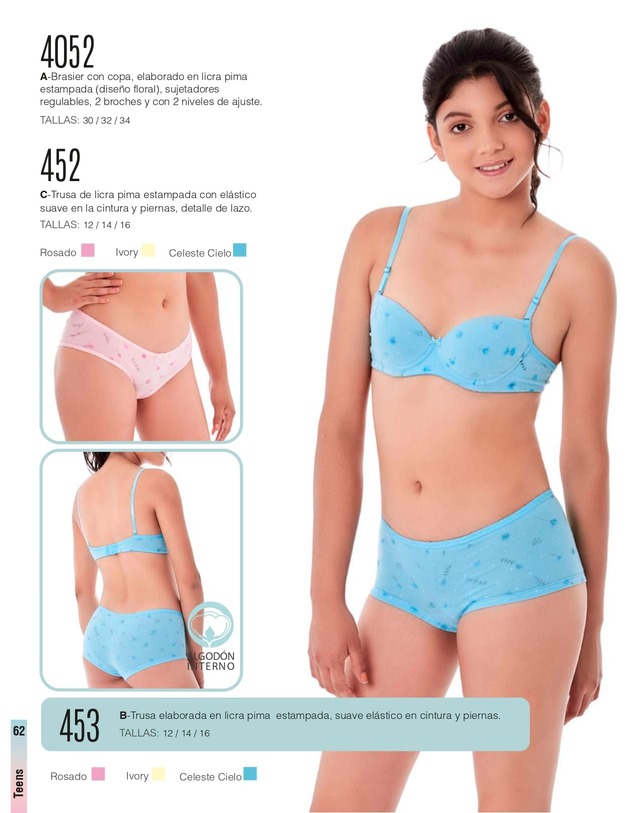 4052
A-Brasier con copa, elaborado en licra pima
estampada (diseño floral), sujetadores
regulables, 2 broches y con 2 niveles de ajuste.
TALLAS: 30 / 32 / 34
452
C-Trusa de licra pima estampada con elástico
suave en la cintura y piernas, detalle de lazo.
TALLAS: 12 / 14 / 16
Rosado Ivory Celeste Cielo
ALGODÓN
INTERNO
453
B-Trusa elaborada en licra pima estampada, suave elástico en cintura y piernas.
TALLAS: 12 / 14 / 16
Rosado Ivory Celeste Cielo
62
Teens